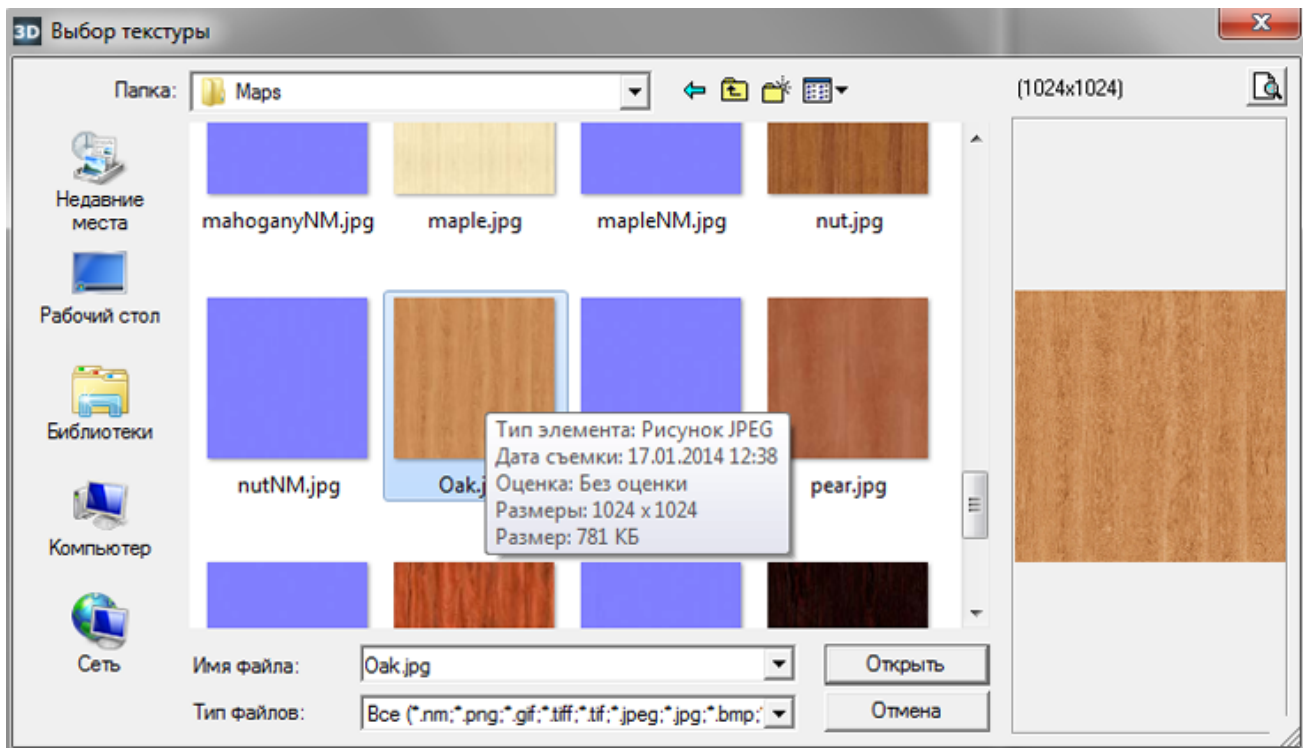 3D Выбор текстуры
Папка: Maps (1024x1024)
Недавние
места
Рабочий стол
Библиотеки
Компьютер
Сеть
mahoganyNM.jpg maple.jpg mapleNM.jpg nut.jpg
nutNM.jpg Oak.j pear.jpg
Тип элемента: Рисунок JPEG
Дата съемки: 17.01.2014 12:38
Оценка: Без оценки
Размеры: 1024 x 1024
Размер: 781 КБ
Имя файла: Oak.jpg Открыть
Тип файлов: Все (*.nm;*.png;*.gif;*.tiff;*.tif;*.jpeg;*.jpg;*.bmp;* Отмена